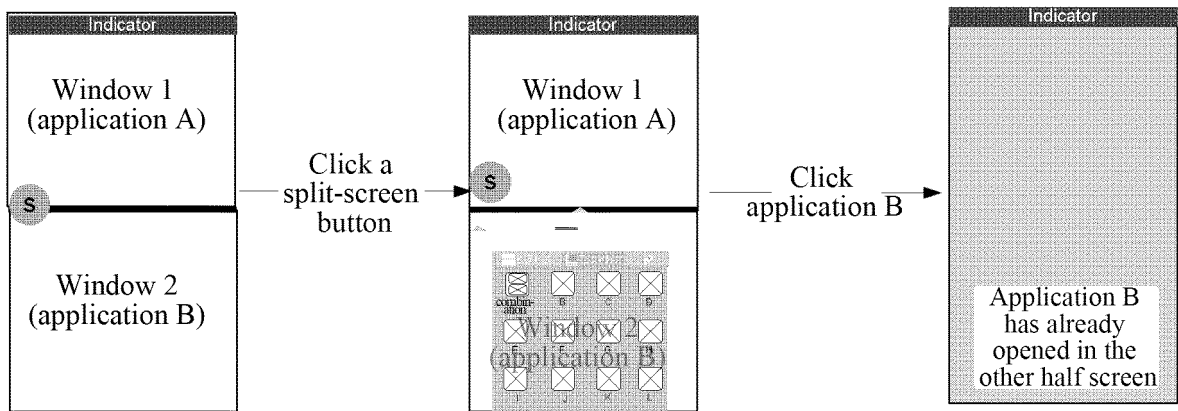 Indicator
Window 1
(application A)
S
Window 2
(application B)
Click a
split-screen
button
Indicator
Window 1
(application A)
S
combin-
ation
B
C
D
Window 2
E
F
G
H
(application B)
I
J
K
L
Click
application B
Indicator
Application B
has already
opened in the
other half screen